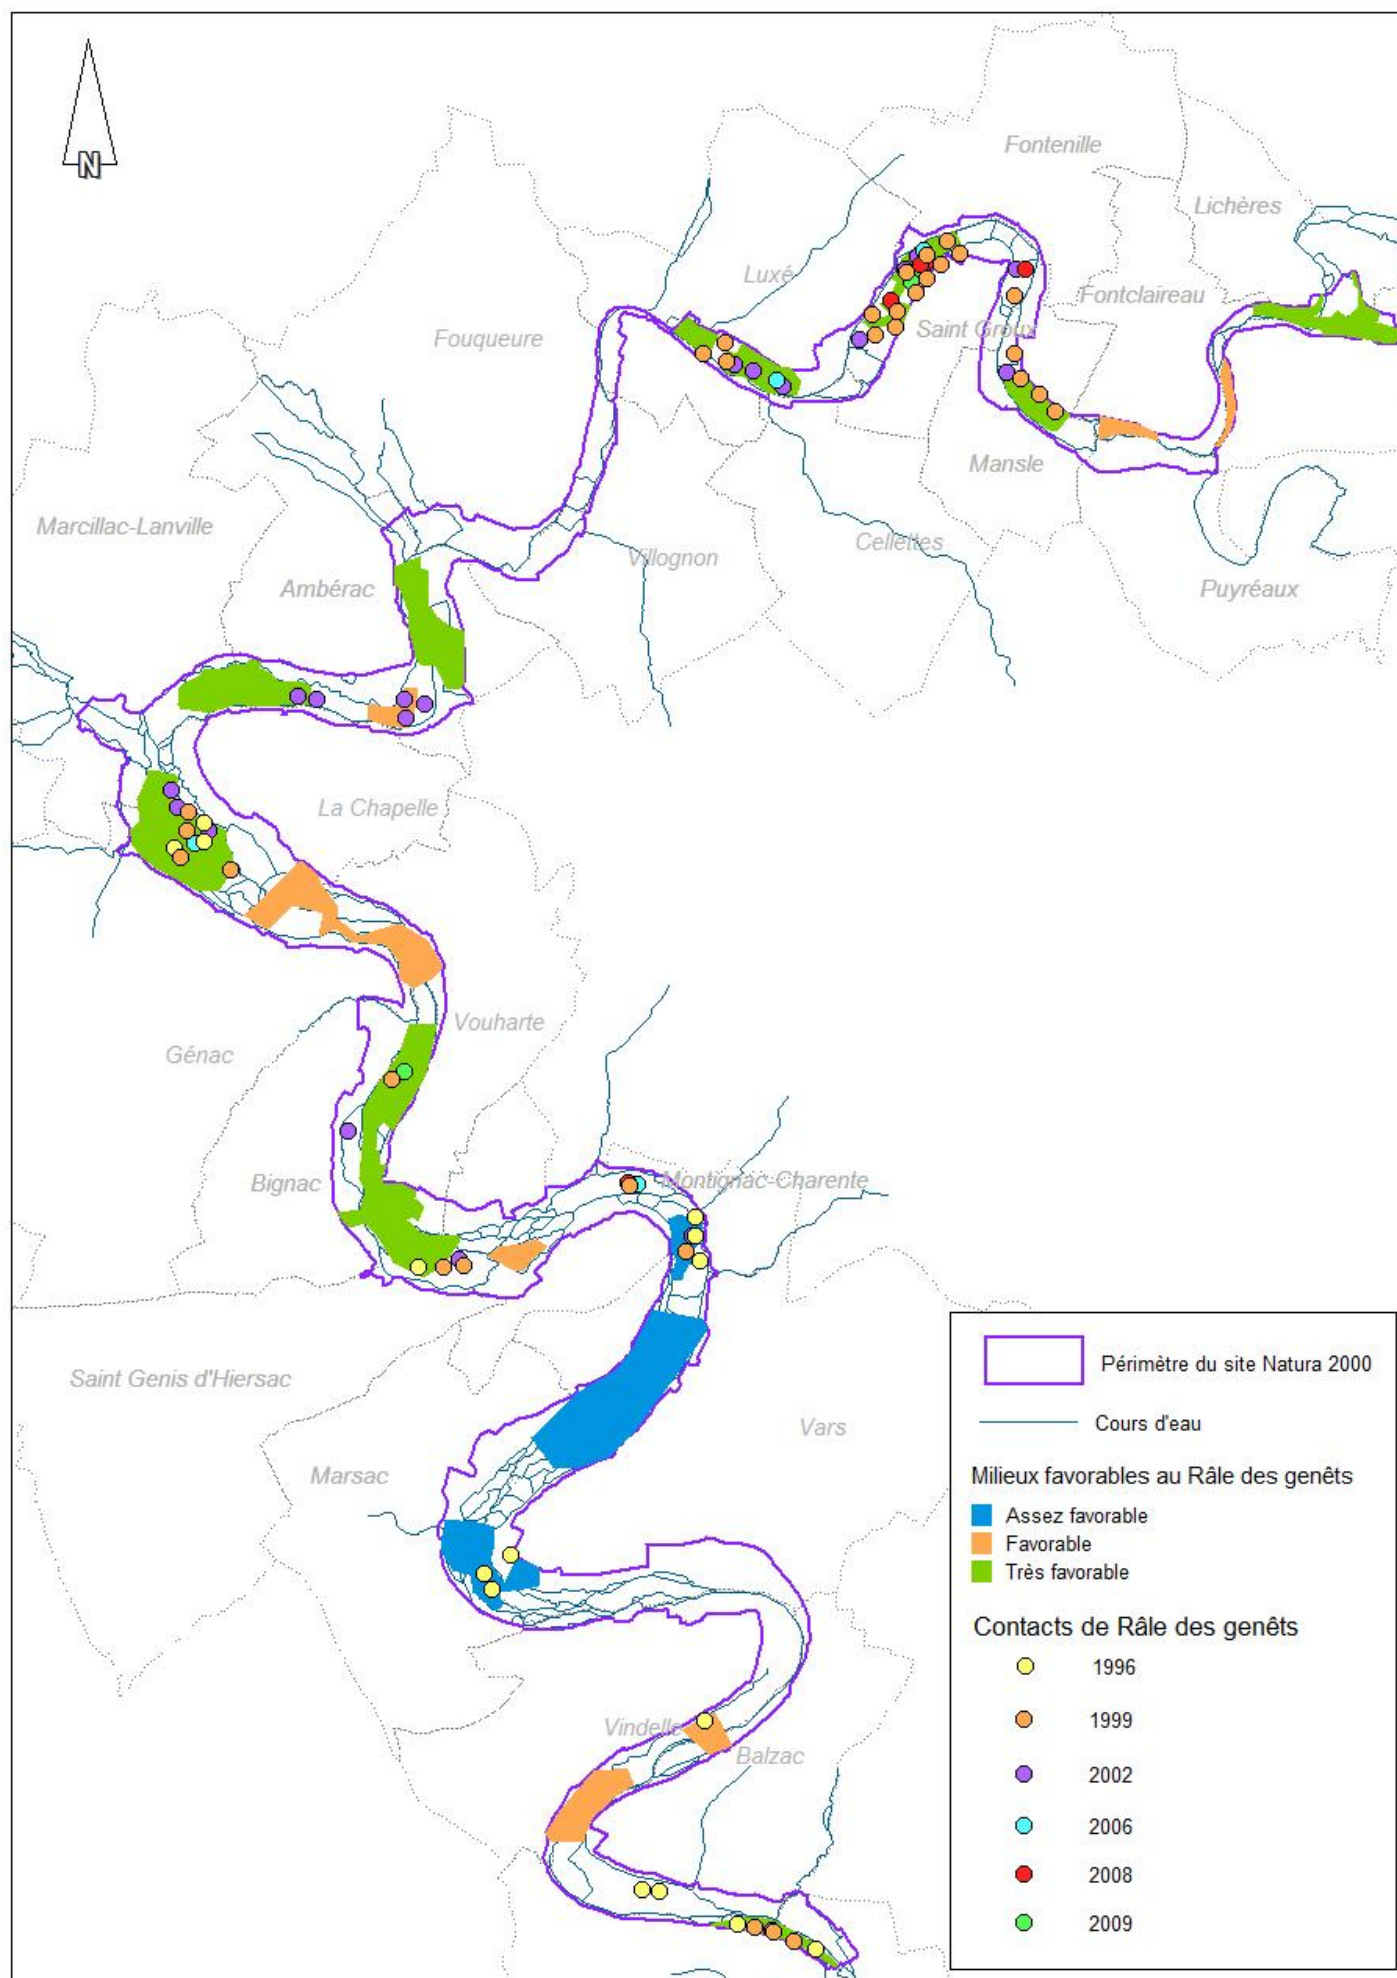 N
Fontenille
Lichères
Luxé
Fontclaireau
Saint Groux
Fouqueure
Mansle
Marcillac-Lanville
Cellettes
Villognon
Ambérac
Puyréaux
La Chapelle
Vouharte
Génac
Bignac
Montignac-Charente
Saint Genis d'Hiersac
Vars
Marsac
Vindelle
Balzac
Périmètre du site Natura 2000
Cours d'eau
Milieux favorables au Râle des genêts
Assez favorable
Favorable
Très favorable
Contacts de Râle des genêts
1996
1999
2002
2006
2008
2009